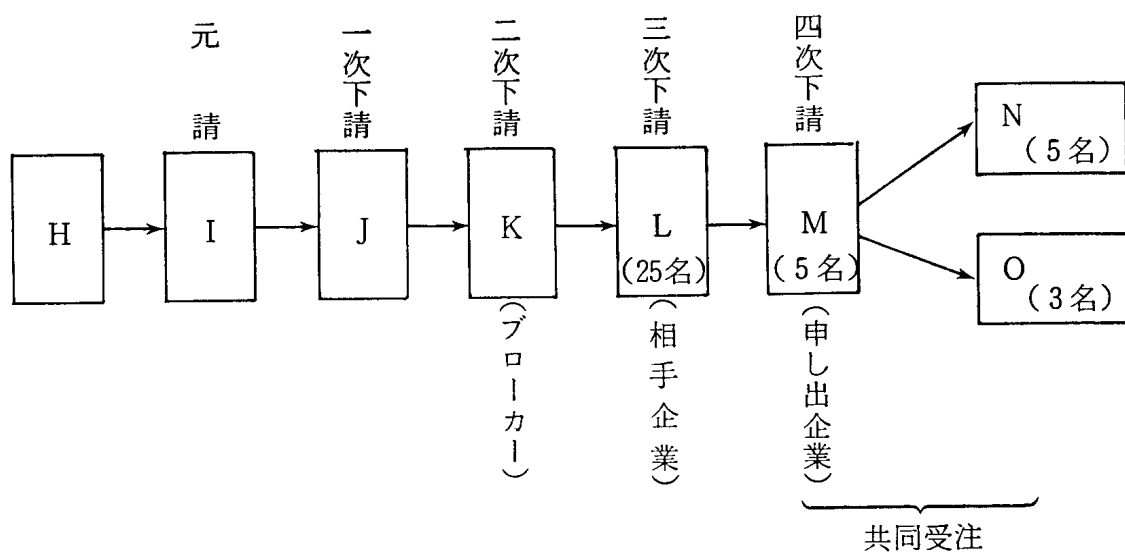 元請
一次下請
二次下請
三次下請
四次下請
H
I
J
K
L
(25名)
M
(5名)
N
(5名)
O
(3名)
(ブローカー)
(相手企業)
(申し出企業)
共同受注